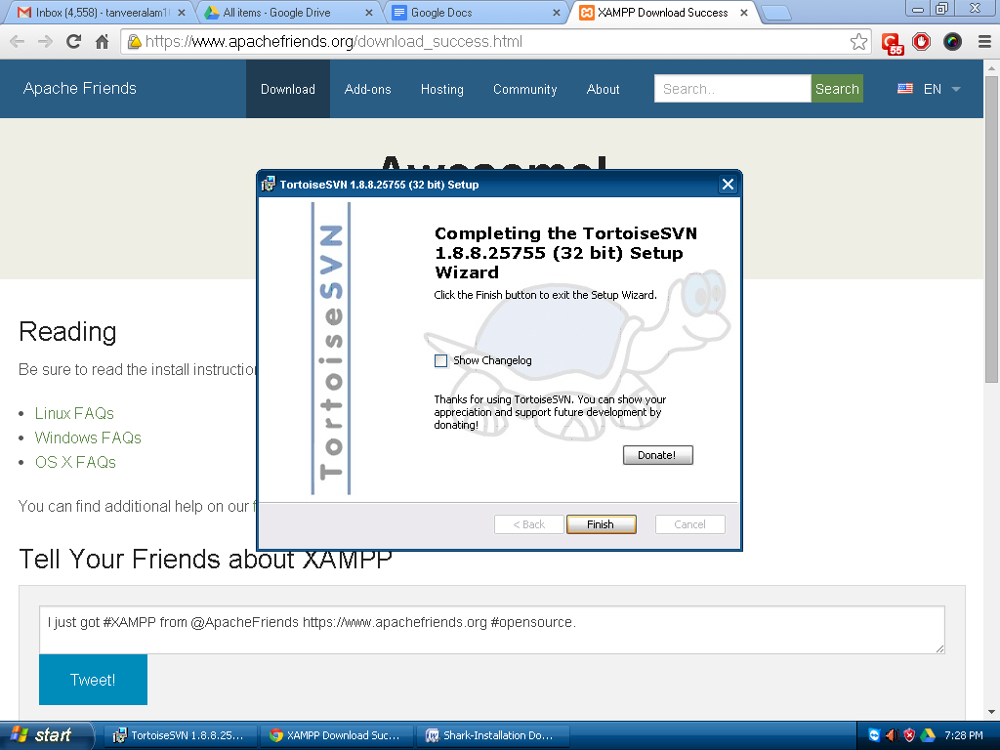 Inbox (4,558) - tanveeralam1
All items - Google Drive
Google Docs
XAMPP Download Success
https://www.apachefriends.org/download_success.html
55
Apache Friends
Download
Add-ons
Hosting
Community
About
Search..
Search
EN
Awesome!
TortoiseSVN 1.8.8.25755 (32 bit) Setup
TortoiseSVN
Completing the TortoiseSVN
1.8.8.25755 (32 bit) Setup
Wizard
Click the Finish button to exit the Setup Wizard.
Show Changelog
Thanks for using TortoiseSVN. You can show your
appreciation and support future development by
donating!
Donate!
< Back
Finish
Cancel
Reading
Be sure to read the install instruction
Linux FAQs
Windows FAQs
OS X FAQs
You can find additional help on our f
Tell Your Friends about XAMPP
I just got #XAMPP from @ApacheFriends https://www.apachefriends.org #opensource.
Tweet!
start
TortoiseSVN 1.8.8.25...
XAMPP Download Suc...
Shark-Installation Do...
7:28 PM